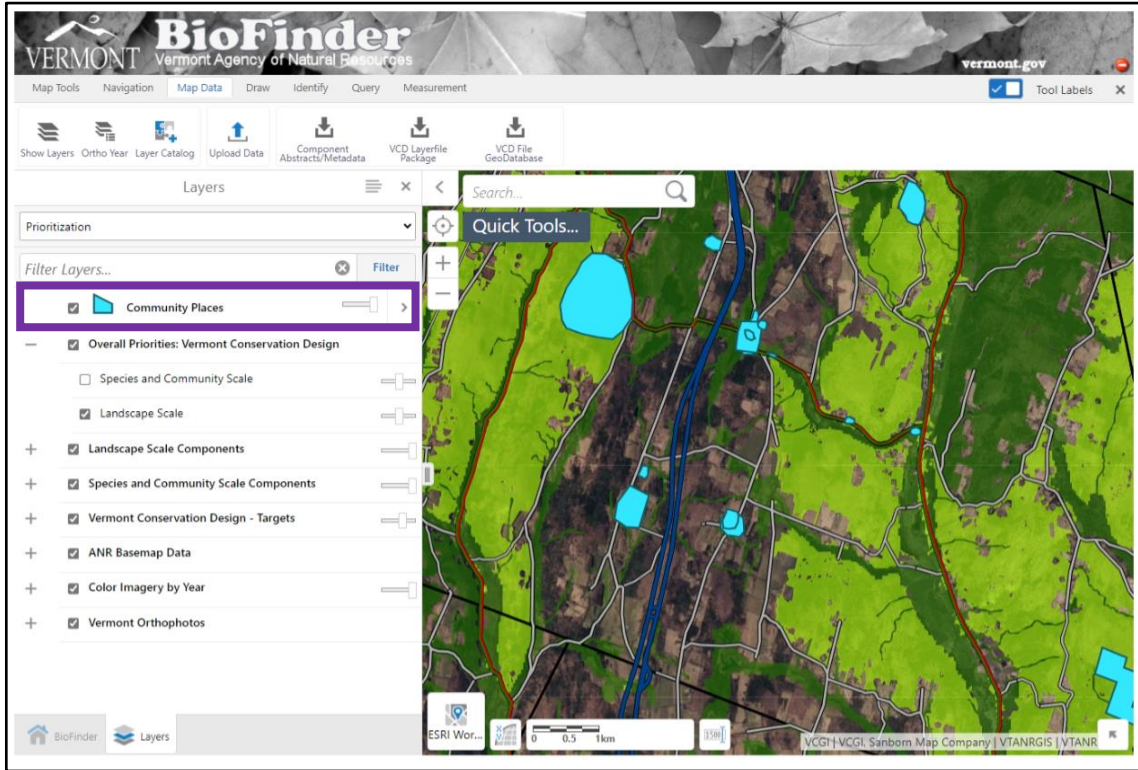 VERMONT
BioFinder
Vermont Agency of Natural Resources
vermont.gov
Map Tools Navigation Map Data Draw Identify Query Measurement
Tool Labels
Show Layers
Ortho Year
Layer Catalog
Upload Data
Component
Abstracts/Metadata
VCD Layerfile
Package
VCD File
GeoDatabase
Layers
Prioritization
Filter Layers...
Filter
Community Places
Overall Priorities: Vermont Conservation Design
Species and Community Scale
Landscape Scale
Landscape Scale Components
Species and Community Scale Components
Vermont Conservation Design - Targets
ANR Basemap Data
Color Imagery by Year
Vermont Orthophotos
BioFinder
Layers
Search...
Quick Tools...
ESRI Wor...
0 0.5 1km
VCGI | VCGI, Sanborn Map Company | VTANRGIS | VTANR